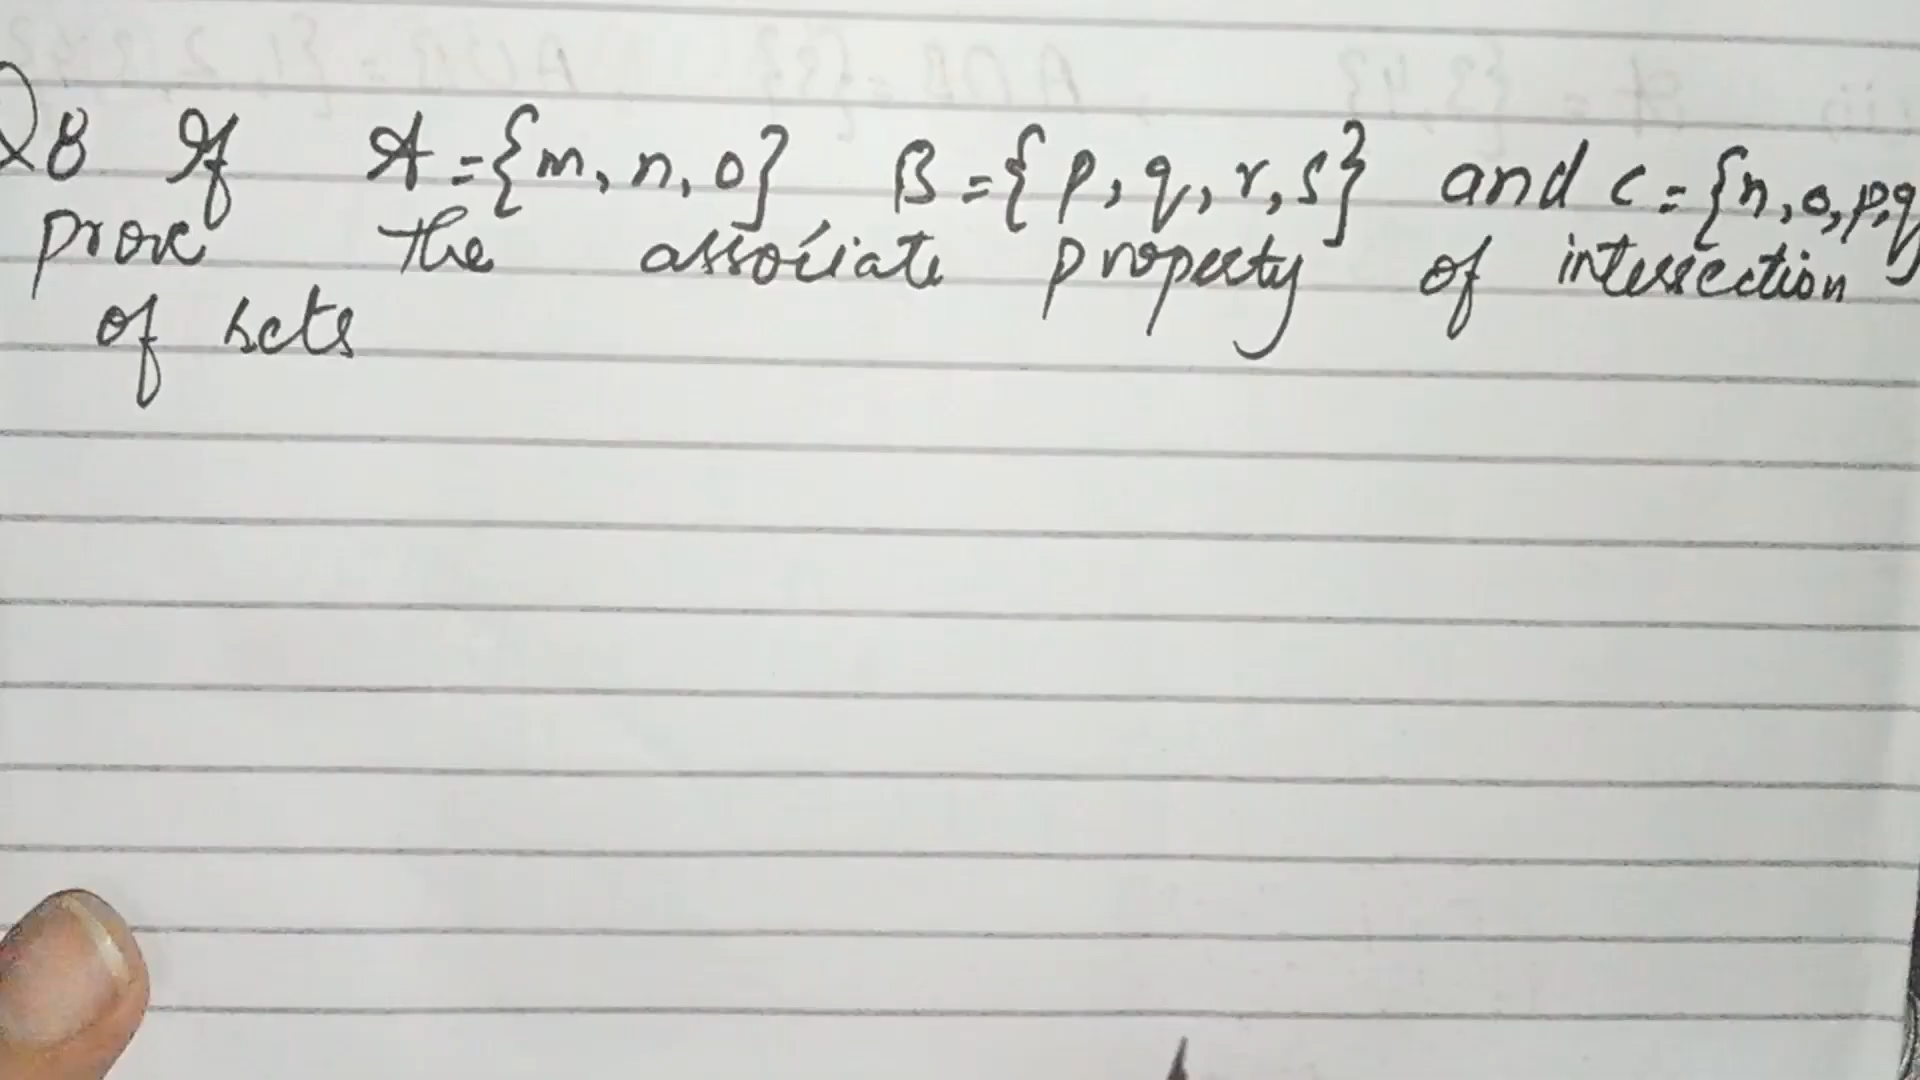 Q8 If A={m,n,o} B={p,q,r,s} and C={n,o,p,q
prove the associate property of intersection
of sets